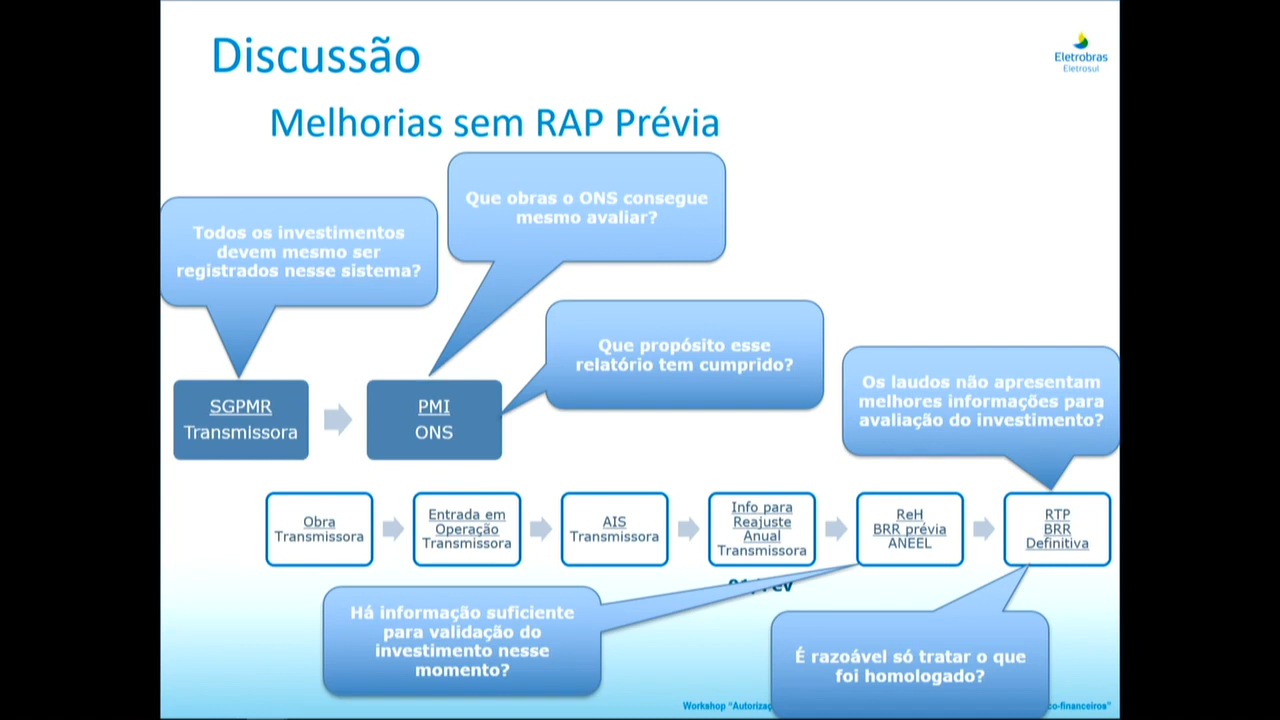 Discussão
Eletrobras
Eletrosul
Melhorias sem RAP Prévia
Que obras o ONS consegue
mesmo avaliar?
Todos os investimentos
devem mesmo ser
registrados nesse sistema?
Que propósito esse
relatório tem cumprido?
Os laudos não apresentam
melhores informações para
avaliação do investimento?
SGPMR
Transmissora
PMI
ONS
Obra
Transmissora
Entrada em
Operação
Transmissora
AIS
Transmissora
Info para
Reajuste
Anual
Transmissora
ReH
BRR prévia
ANEEL
RTP
BRR
Definitiva
Há informação suficiente
para validação do
investimento nesse
momento?
É razoável só tratar o que
foi homologado?
Workshop